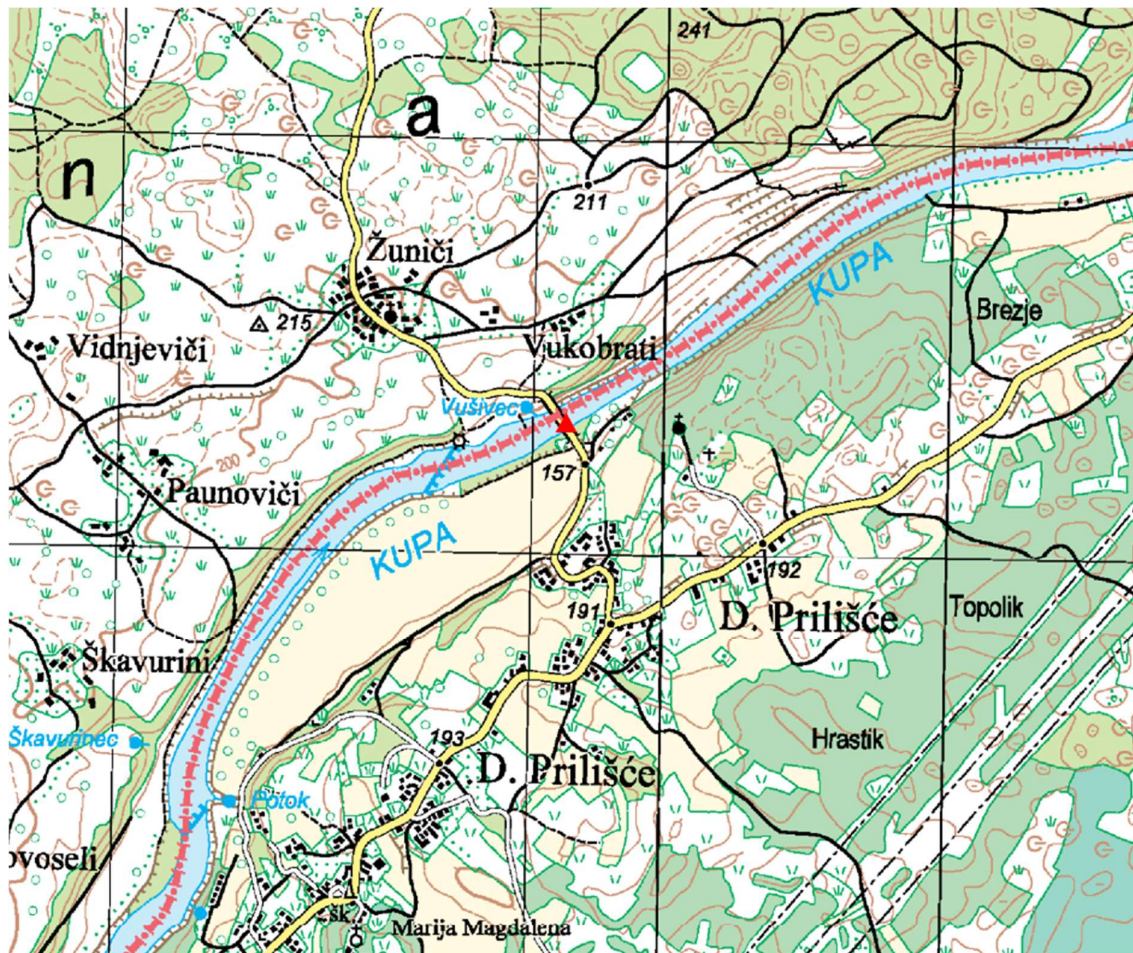 241
a
n
211
Žuniči
KUPA
Brezje
215
Vidnjeviči
Vukobrati
Vušivec
200
157
Paunoviči
KUPA
192
191
Topolik
D. Prilišće
Škavurini
Škavurinec
193
Hrastik
D. Prilišće
Potok
ovoseli
šk.
Marija Magdalena